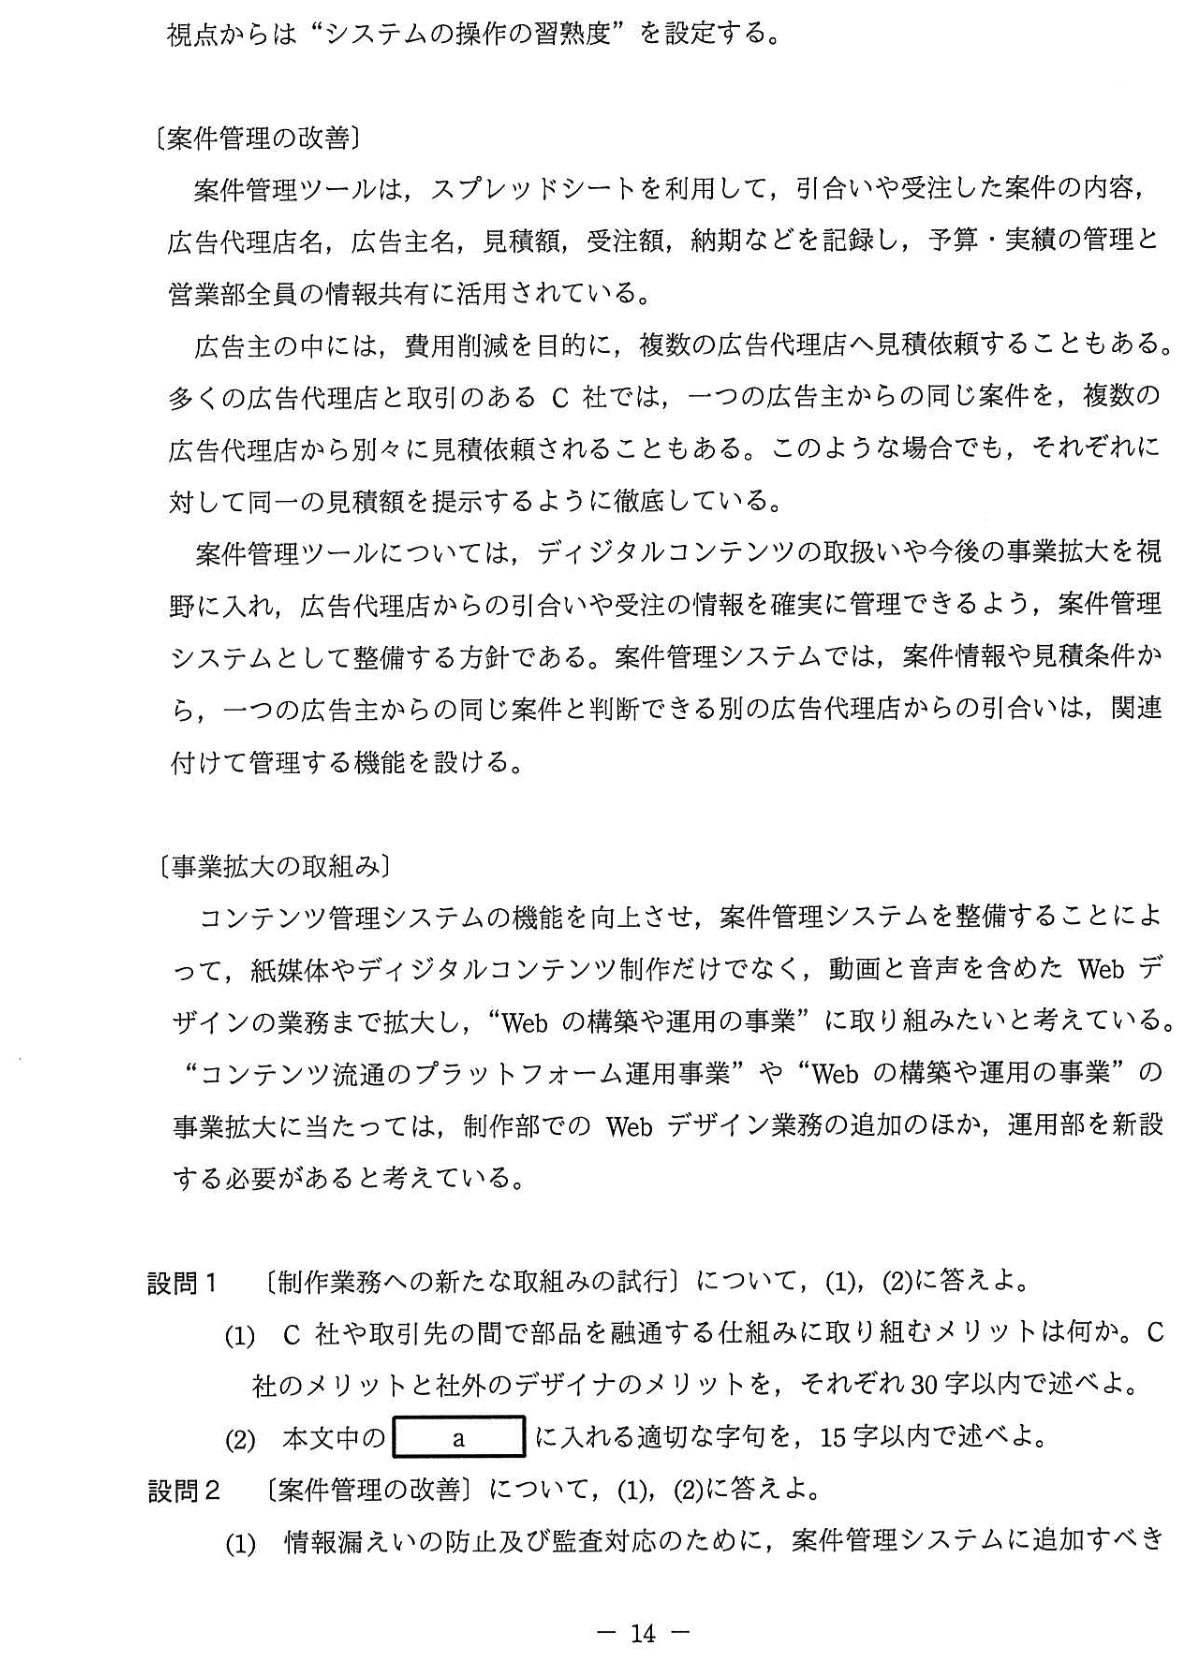 視点からは“システムの操作の習熟度”を設定する。
〔案件管理の改善〕
案件管理ツールは，スプレッドシートを利用して，引合いや受注した案件の内容，
広告代理店名，広告主名，見積額，受注額，納期などを記録し，予算・実績の管理と
営業部全員の情報共有に活用されている。
広告主の中には，費用削減を目的に，複数の広告代理店へ見積依頼することもある。
多くの広告代理店と取引のある C 社では，一つの広告主からの同じ案件を，複数の
広告代理店から別々に見積依頼されることもある。このような場合でも，それぞれに
対して同一の見積額を提示するように徹底している。
案件管理ツールについては，ディジタルコンテンツの取扱いや今後の事業拡大を視
野に入れ，広告代理店からの引合いや受注の情報を確実に管理できるよう，案件管理
システムとして整備する方針である。案件管理システムでは，案件情報や見積条件か
ら，一つの広告主からの同じ案件と判断できる別の広告代理店からの引合いは，関連
付けて管理する機能を設ける。
〔事業拡大の取組み〕
コンテンツ管理システムの機能を向上させ，案件管理システムを整備することによ
って，紙媒体やディジタルコンテンツ制作だけでなく，動画と音声を含めた Web デ
ザインの業務まで拡大し，“Web の構築や運用の事業”に取り組みたいと考えている。
“コンテンツ流通のプラットフォーム運用事業”や“Web の構築や運用の事業”の
事業拡大に当たっては，制作部での Web デザイン業務の追加のほか，運用部を新設
する必要があると考えている。
設問1 〔制作業務への新たな取組みの試行〕について，(1)，(2)に答えよ。
(1) C 社や取引先の間で部品を融通する仕組みに取り組むメリットは何か。C
社のメリットと社外のデザイナのメリットを，それぞれ 30 字以内で述べよ。
(2) 本文中の a に入れる適切な字句を，15 字以内で述べよ。
設問2 〔案件管理の改善〕について，(1)，(2)に答えよ。
(1) 情報漏えいの防止及び監査対応のために，案件管理システムに追加すべき
－ 14 －